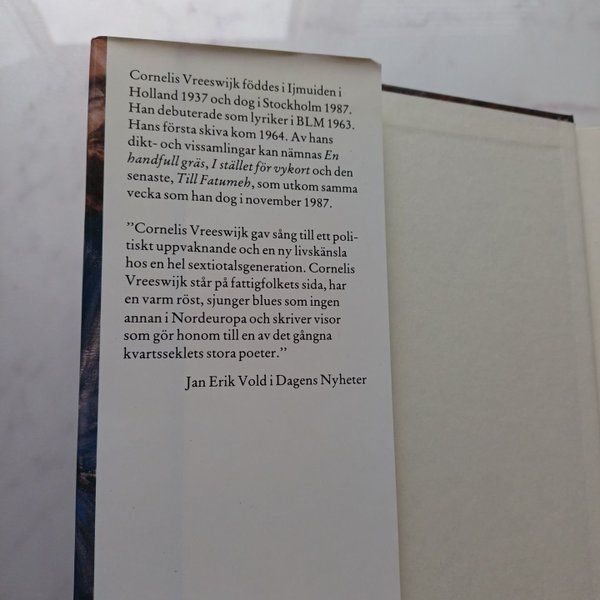 Cornelis Vreeswijk föddes i Ijmuiden i
Holland 1937 och dog i Stockholm 1987.
Han debuterade som lyriker i BLM 1963.
Hans första skiva kom 1964. Av hans
dikt- och vissamlingar kan nämnas En
handfull gräs, I stället för vykort och den
senaste, Till Fatumeh, som utkom samma
vecka som han dog i november 1987.
”Cornelis Vreeswijk gav sång till ett poli-
tiskt uppvaknande och en ny livskänsla
hos en hel sextiotalsgeneration. Cornelis
Vreeswijk står på fattigfolkets sida, har
en varm röst, sjunger blues som ingen
annan i Nordeuropa och skriver visor
som gör honom till en av det gångna
kvartsseklets stora poeter.”
Jan Erik Vold i Dagens Nyheter